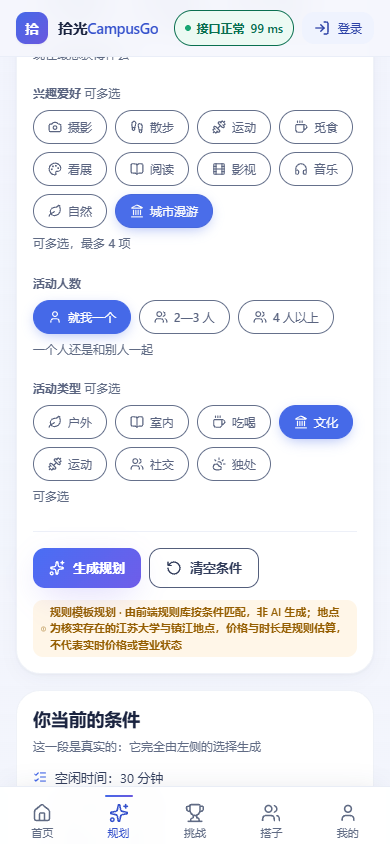 拾
拾光CampusGo
接口正常 99 ms
登录
兴趣爱好 可多选
摄影
散步
运动
觅食
看展
阅读
影视
音乐
自然
城市漫游
可多选，最多 4 项
活动人数
就我一个
2—3 人
4 人以上
一个人还是和别人一起
活动类型 可多选
户外
室内
吃喝
文化
运动
社交
独处
可多选
生成规划
清空条件
规则模板规划 · 由前端规则库按条件匹配，非 AI 生成；地点
为核实存在的江苏大学与镇江地点，价格与时长是规则估算，
不代表实时价格或营业状态
你当前的条件
这一段是真实的：它完全由左侧的选择生成
空闲时间：30 分钟
首页
规划
挑战
搭子
我的